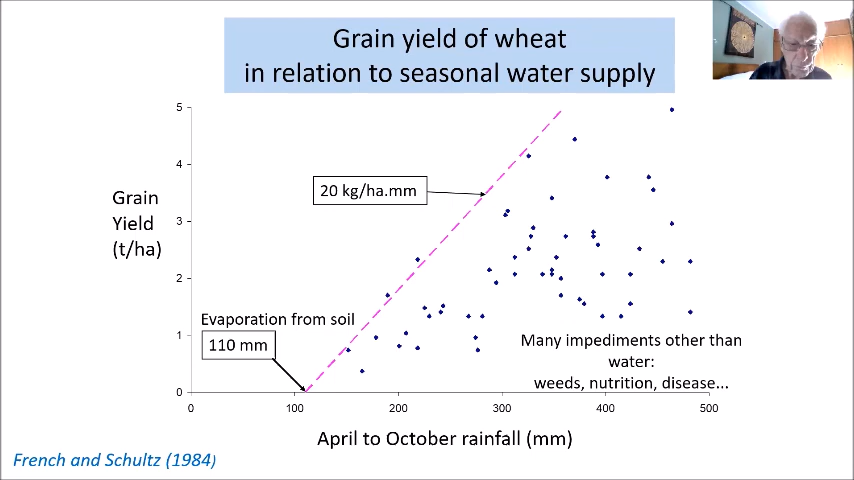 Grain yield of wheat
in relation to seasonal water supply
5
4
3
2
1
0
Grain
Yield
(t/ha)
20 kg/ha.mm
Evaporation from soil
110 mm
Many impediments other than
water:
weeds, nutrition, disease...
0 100 200 300 400 500
April to October rainfall (mm)
French and Schultz (1984)